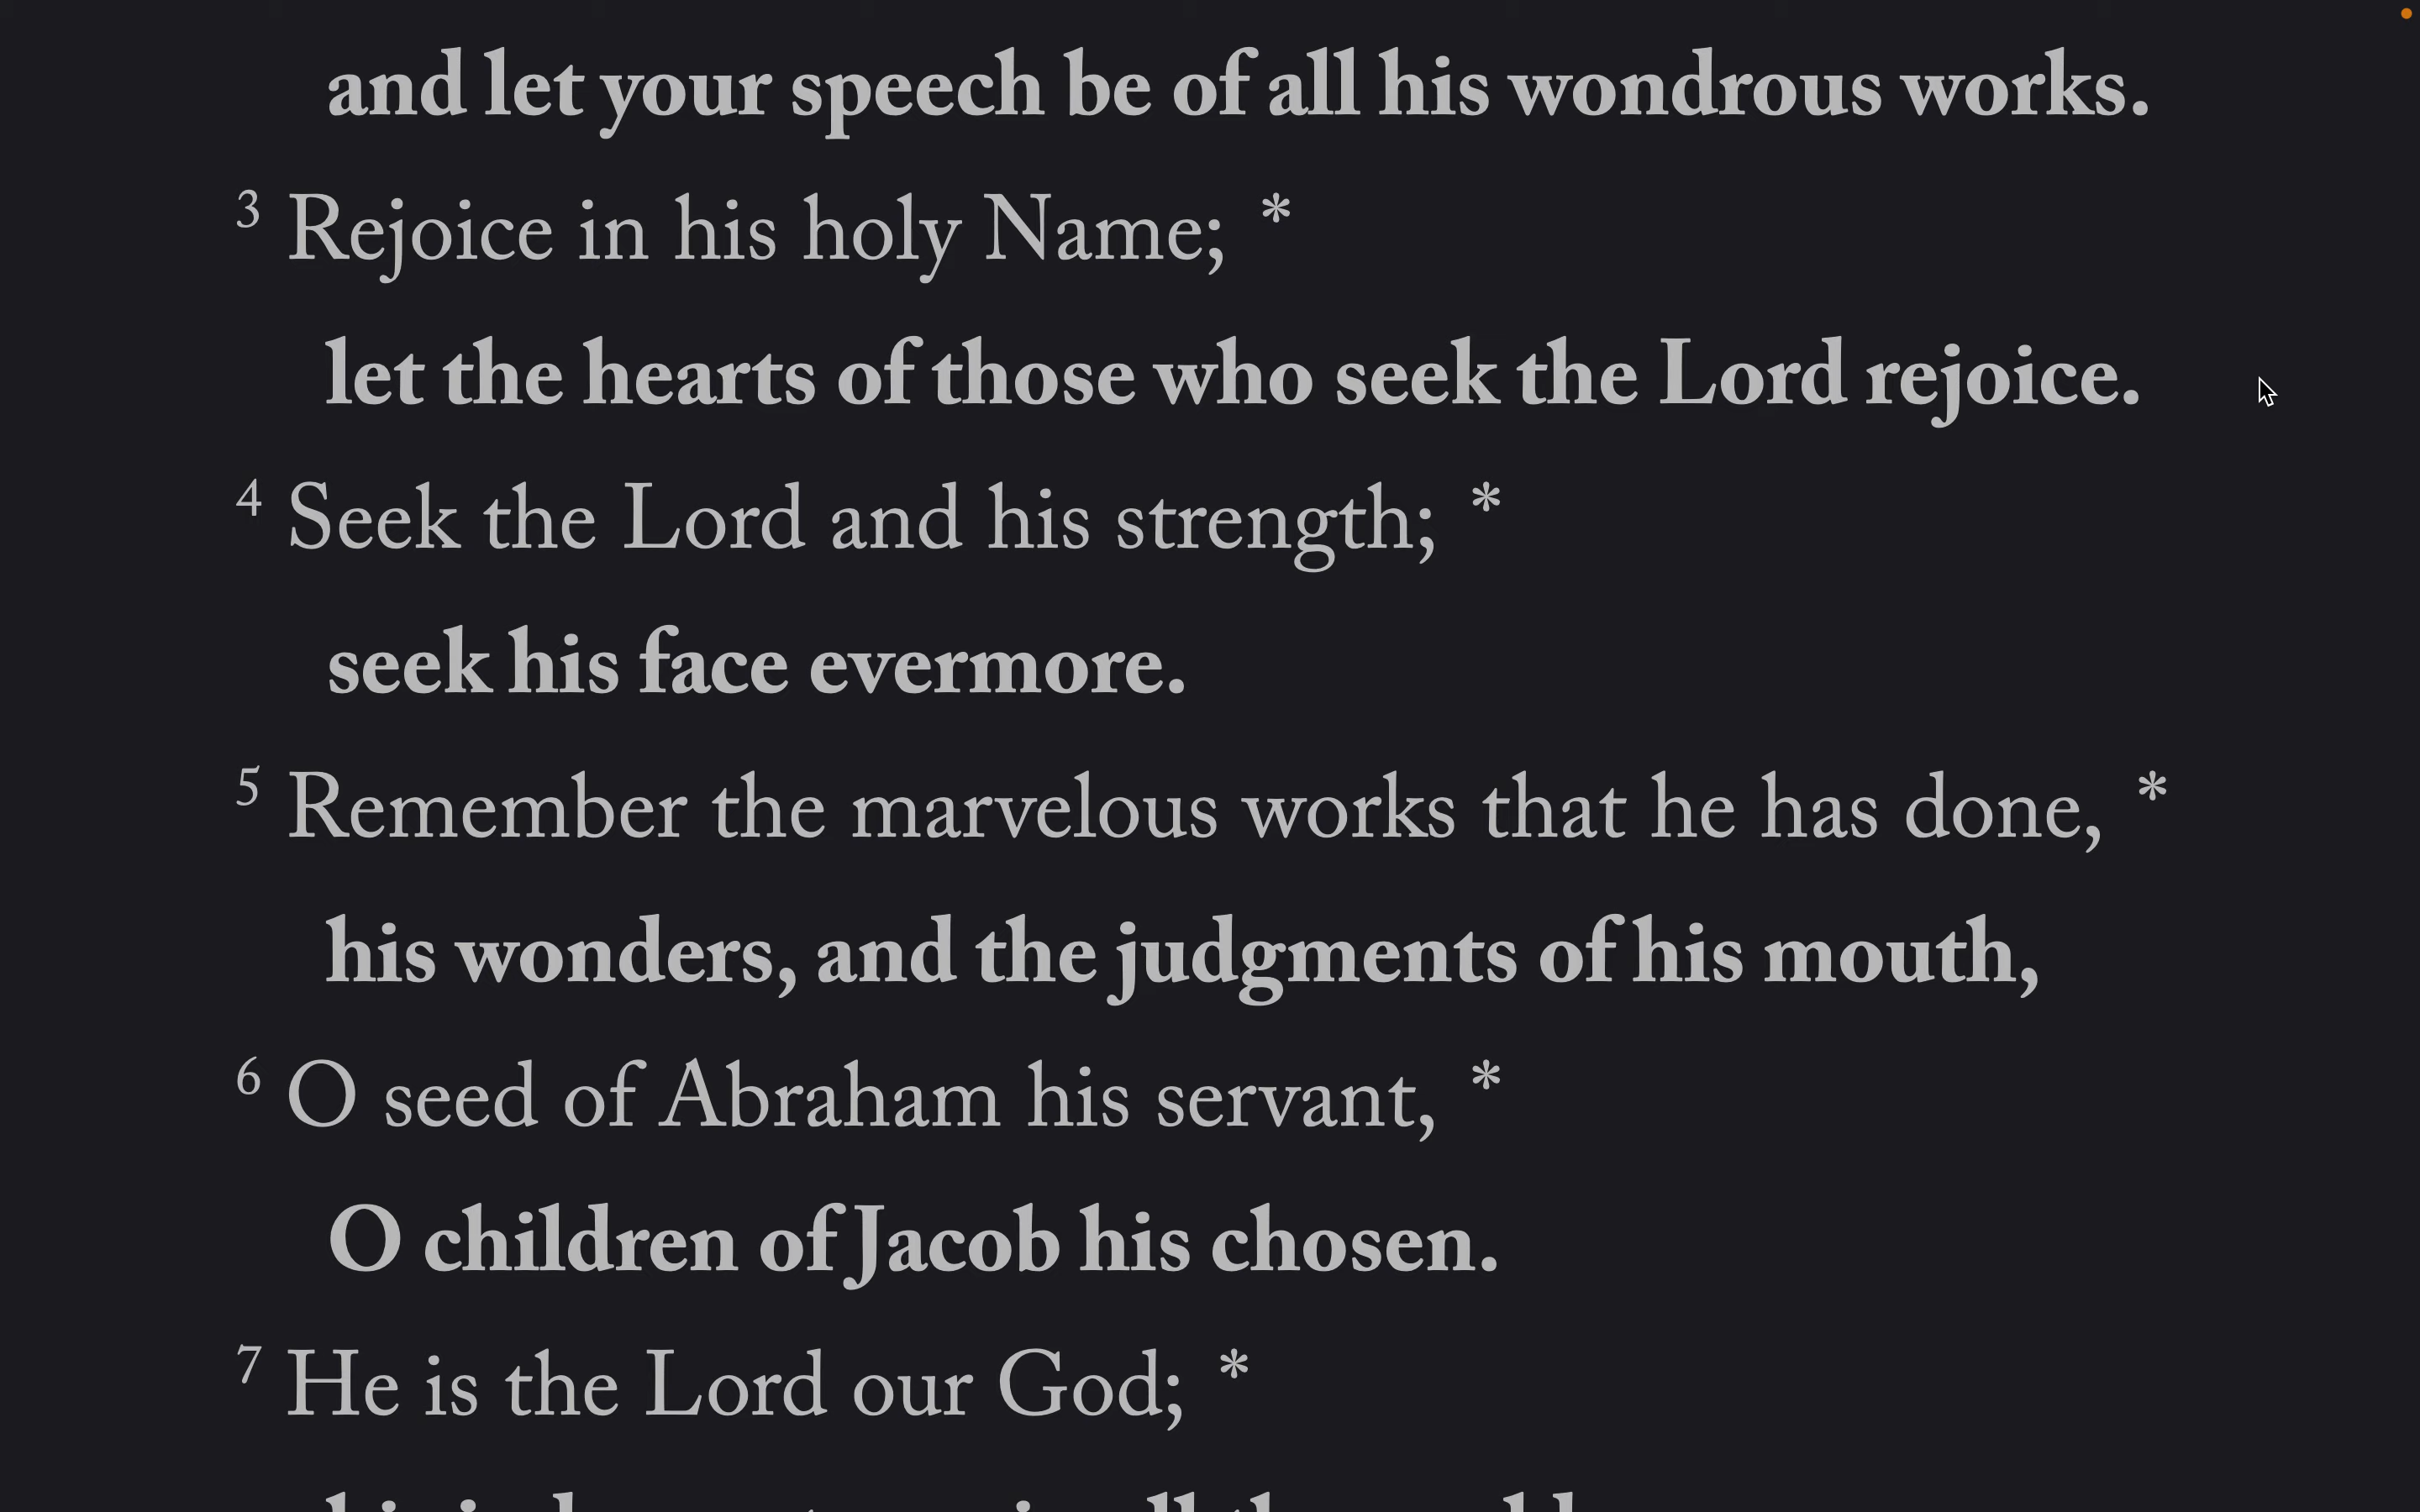 and let your speech be of all his wondrous works.
3 Rejoice in his holy Name; *
let the hearts of those who seek the Lord rejoice.
4 Seek the Lord and his strength; *
seek his face evermore.
5 Remember the marvelous works that he has done, *
his wonders, and the judgments of his mouth,
6 O seed of Abraham his servant, *
O children of Jacob his chosen.
7 He is the Lord our God; *